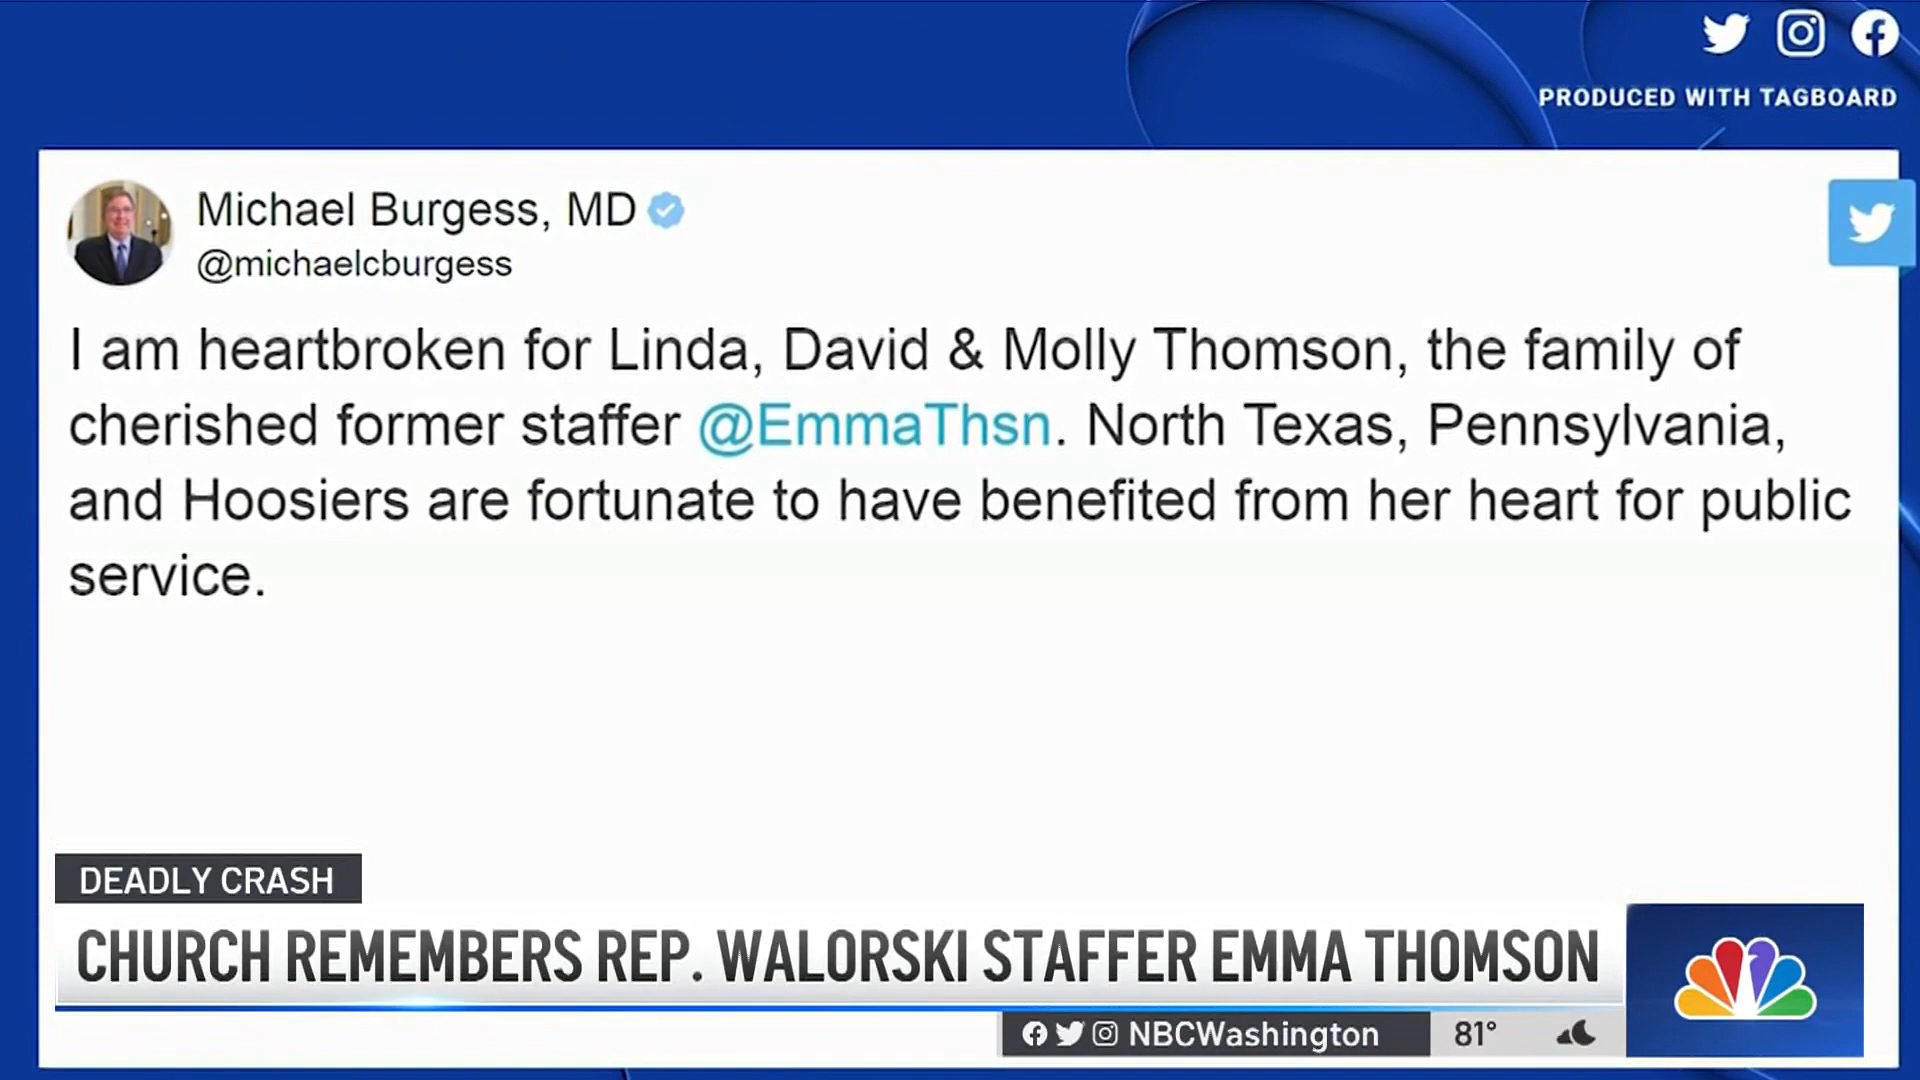 PRODUCED WITH TAGBOARD
Michael Burgess, MD
@michaelcburgess
I am heartbroken for Linda, David & Molly Thomson, the family of
cherished former staffer @EmmaThsn. North Texas, Pennsylvania,
and Hoosiers are fortunate to have benefited from her heart for public
service.
DEADLY CRASH
CHURCH REMEMBERS REP. WALORSKI STAFFER EMMA THOMSON
NBCWashington 81°